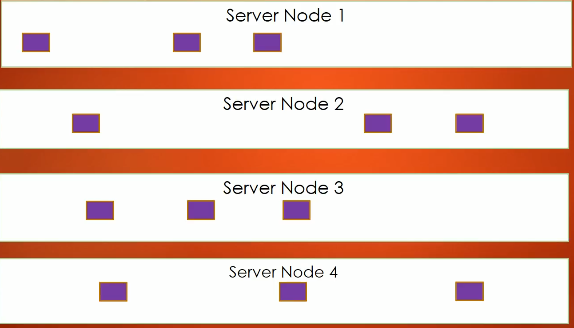 Server Node 1
Server Node 2
Server Node 3
Server Node 4